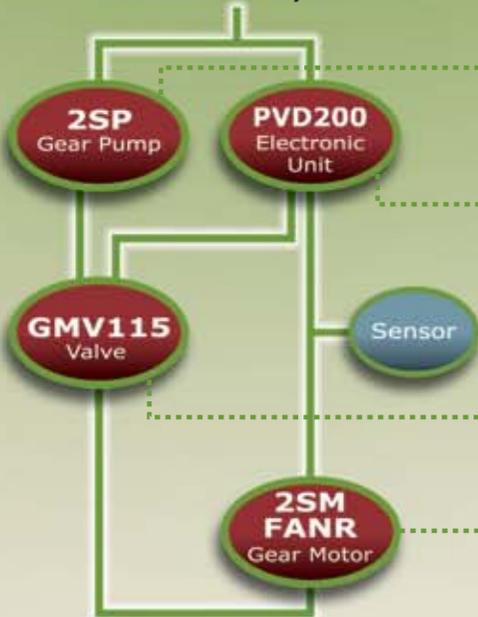 2SP
Gear Pump
PVD200
Electronic
Unit
GMV115
Valve
Sensor
2SM
FANR
Gear Motor